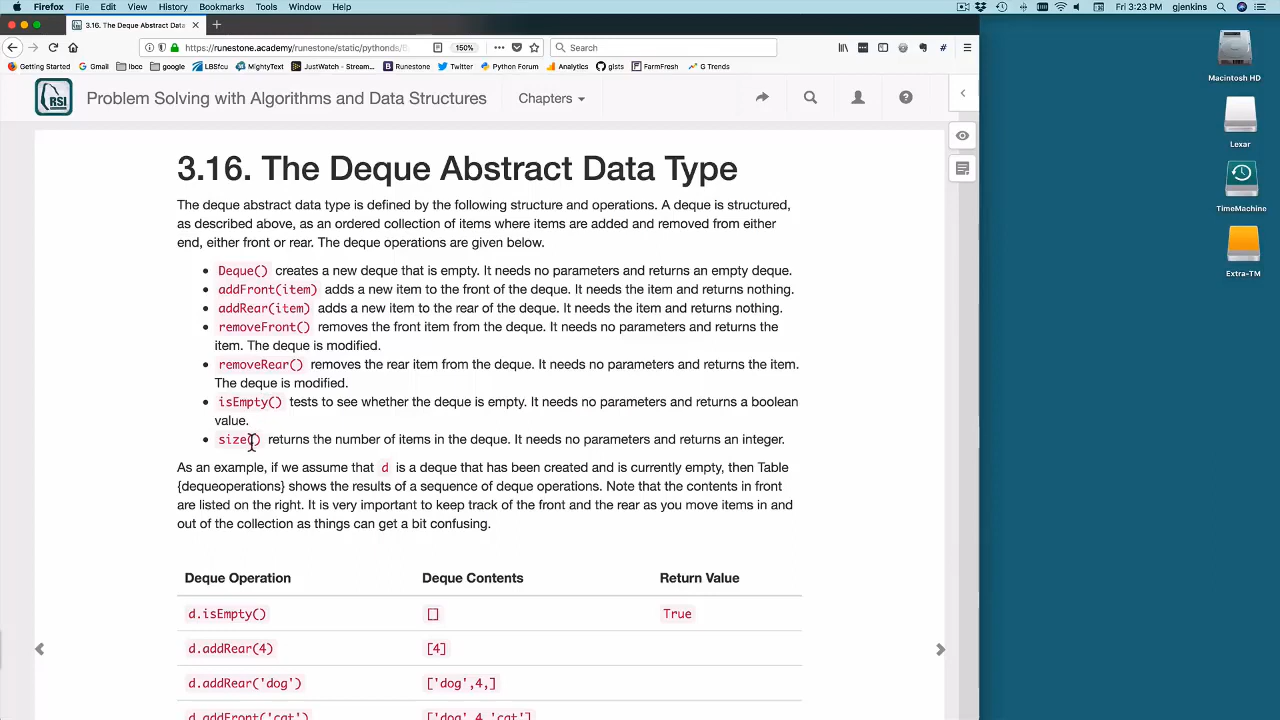 Firefox File Edit View History Bookmarks Tools Window Help
Fri 3:23 PM gjenkins
3.16. The Deque Abstract Data
https://runestone.academy/runestone/static/pythonds/B
150%
Search
Getting Started Gmail lbcc google LBSfcu MightyText JustWatch - Stream… Runestone Twitter Python Forum Analytics gists FarmFresh G Trends
RSI
Problem Solving with Algorithms and Data Structures
Chapters
Macintosh HD
Lexar
TimeMachine
Extra-TM
3.16. The Deque Abstract Data Type
The deque abstract data type is defined by the following structure and operations. A deque is structured,
as described above, as an ordered collection of items where items are added and removed from either
end, either front or rear. The deque operations are given below.
Deque() creates a new deque that is empty. It needs no parameters and returns an empty deque.
addFront(item) adds a new item to the front of the deque. It needs the item and returns nothing.
addRear(item) adds a new item to the rear of the deque. It needs the item and returns nothing.
removeFront() removes the front item from the deque. It needs no parameters and returns the
item. The deque is modified.
removeRear() removes the rear item from the deque. It needs no parameters and returns the item.
The deque is modified.
isEmpty() tests to see whether the deque is empty. It needs no parameters and returns a boolean
value.
size() returns the number of items in the deque. It needs no parameters and returns an integer.
As an example, if we assume that d is a deque that has been created and is currently empty, then Table
{dequeoperations} shows the results of a sequence of deque operations. Note that the contents in front
are listed on the right. It is very important to keep track of the front and the rear as you move items in and
out of the collection as things can get a bit confusing.
Deque Operation Deque Contents Return Value
d.isEmpty() [] True
d.addRear(4) [4]
d.addRear('dog') ['dog',4,]
d.addFront('cat') ['dog',4,'cat']